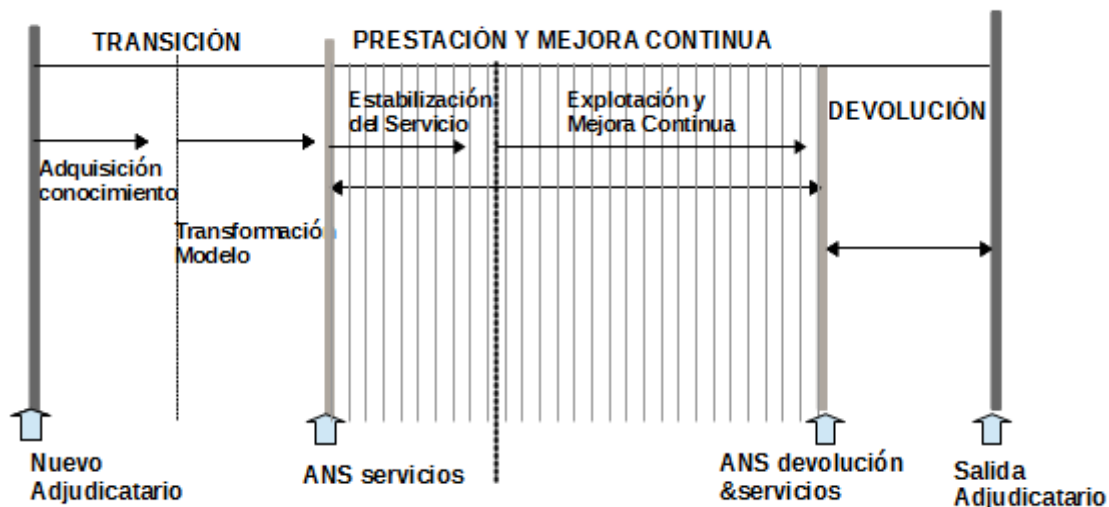 TRANSICIÓN
PRESTACIÓN Y MEJORA CONTINUA
Estabilización
del Servicio
Explotación y
Mejora Continua
DEVOLUCIÓN
Adquisición
conocimiento
Transformación
Modelo
Nuevo
Adjudicatario
ANS servicios
ANS devolución
&servicios
Salida
Adjudicatario